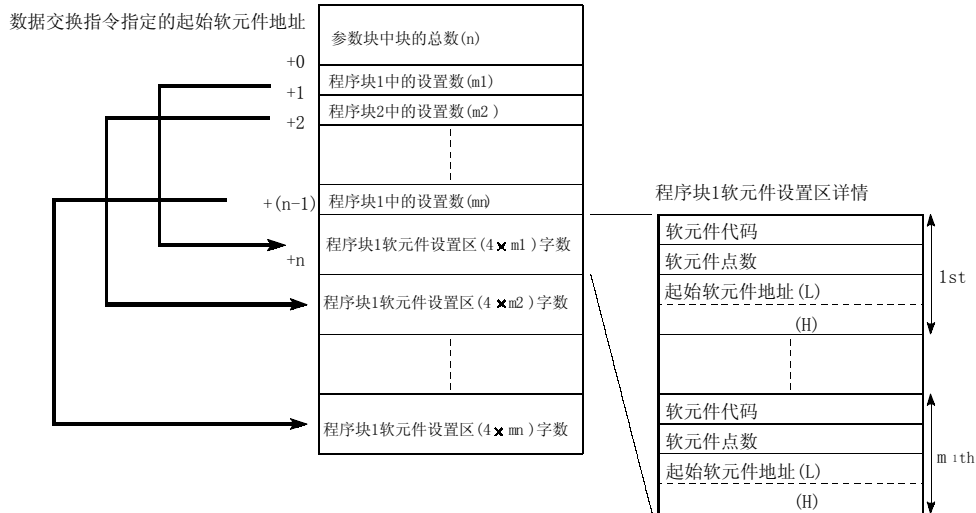 数据交换指令指定的起始软元件地址
参数块中块的总数(n)
+0
程序块1中的设置数(m1)
+1
程序块2中的设置数(m2 )
+2
程序块1中的设置数(mn)
+(n-1)
程序块1软元件设置区(4×m1 )字数
+n
程序块1软元件设置区(4 ×m2 )字数
程序块1软元件设置区(4 × mn )字数
程序块1软元件设置区详情
软元件代码
软元件点数
起始软元件地址(L)
(H)
1st
软元件代码
软元件点数
起始软元件地址(L)
(H)
m 1th